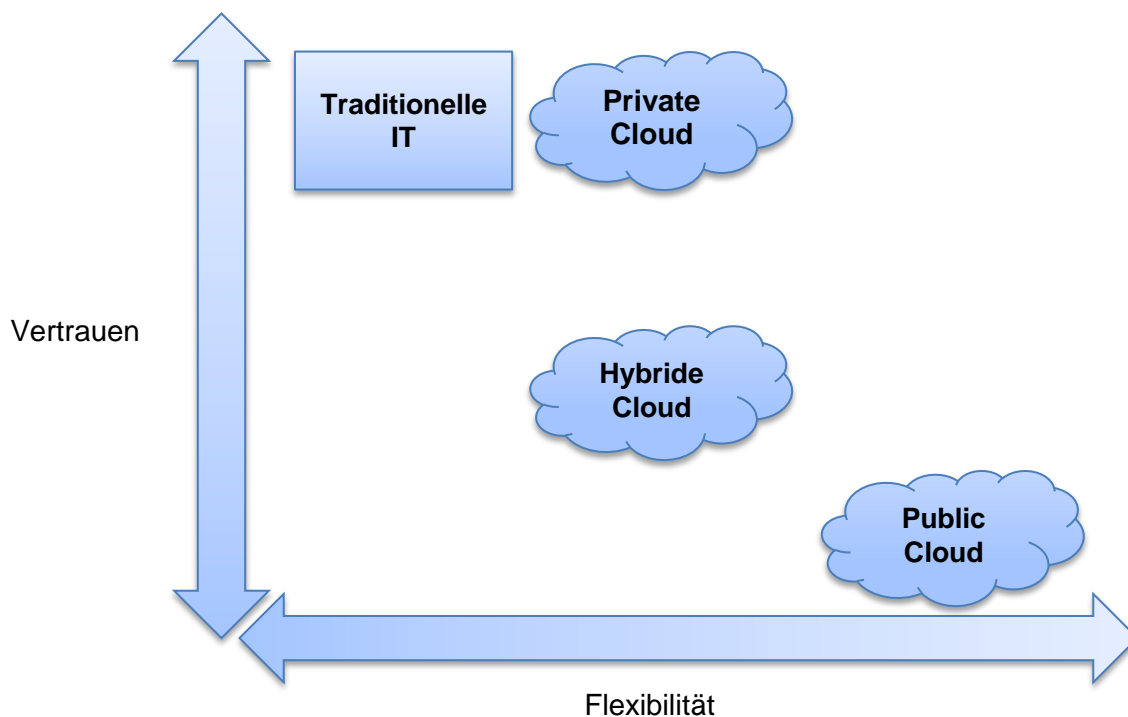 Traditionelle
IT
Private
Cloud
Vertrauen
Hybride
Cloud
Public
Cloud
Flexibilität